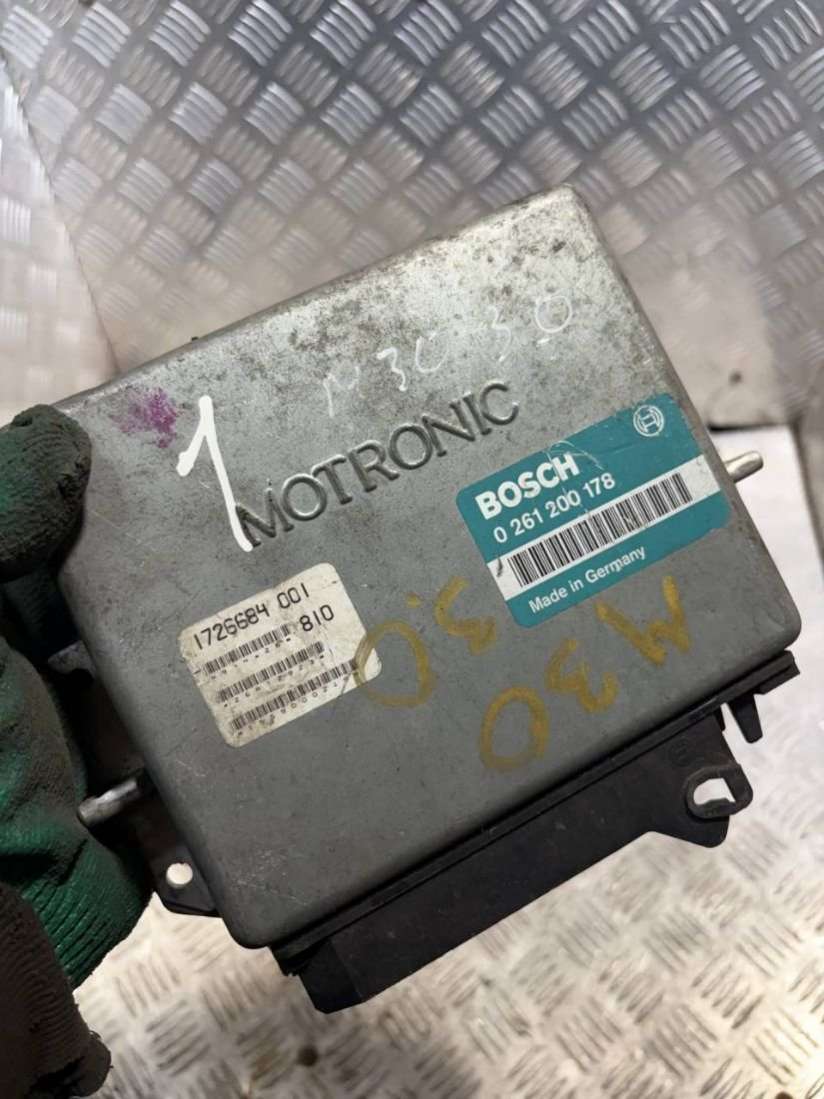 M30 3.0
1
MOTRONIC
BOSCH
0 261 200 178
Made in Germany
1726684 001
810
3.0
M30